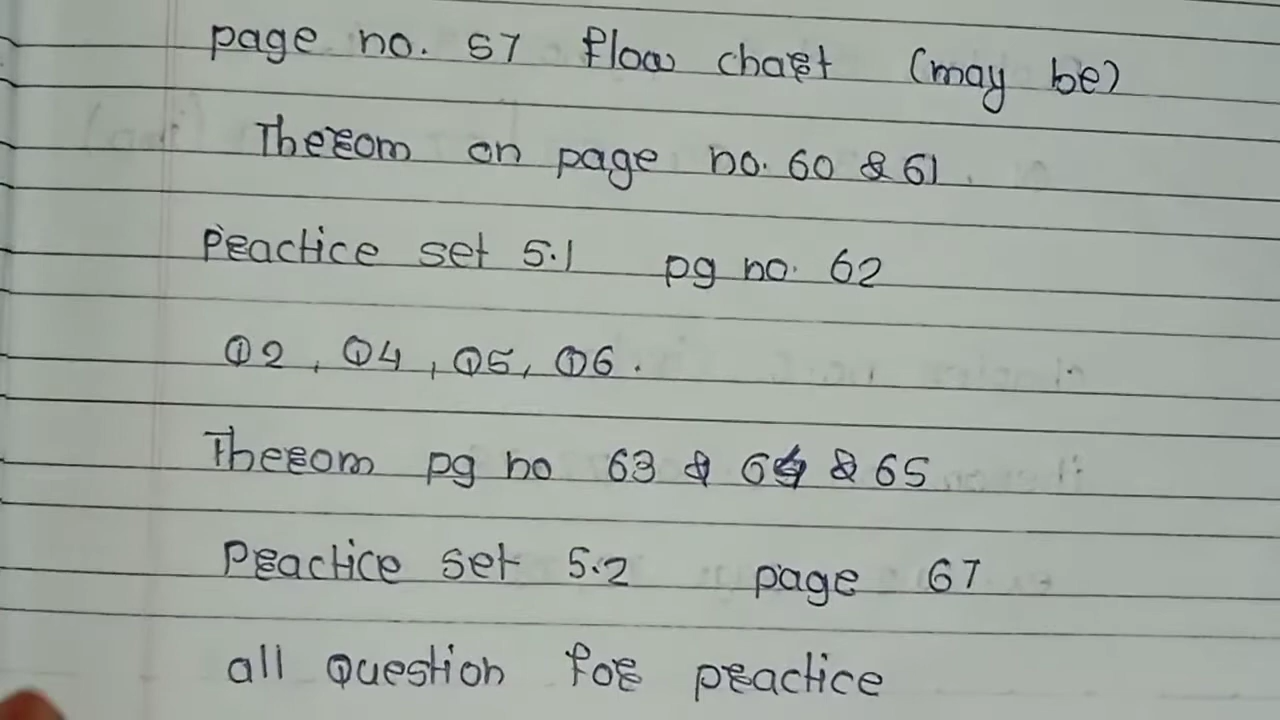 page no. 57 flow chart (may be)
Therom on page no. 60 & 61
Practice set 5.1 pg no. 62
Q2, Q4, Q5, Q6.
Therom pg no 63 & 64 & 65
Practice set 5.2 page 67
all Question for practice